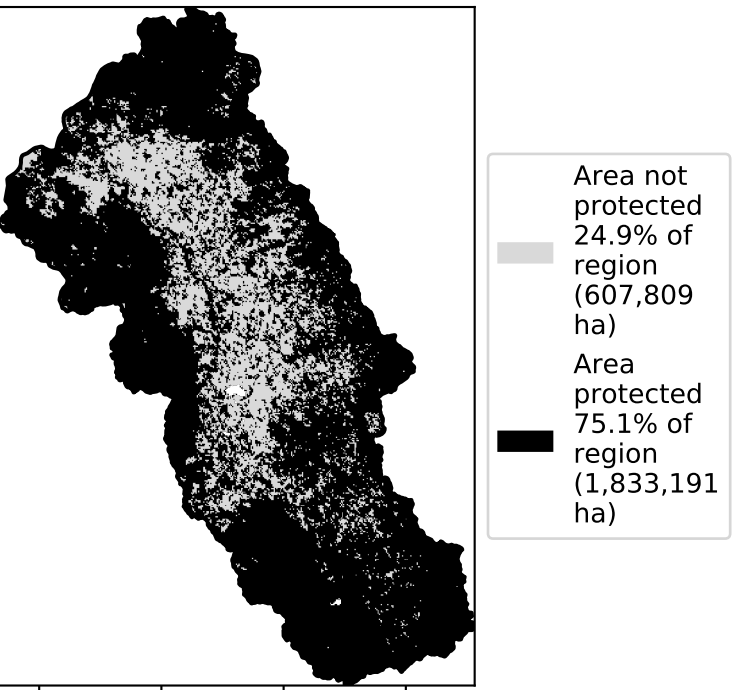 Area not
protected
24.9% of
region
(607,809
ha)
Area
protected
75.1% of
region
(1,833,191
ha)